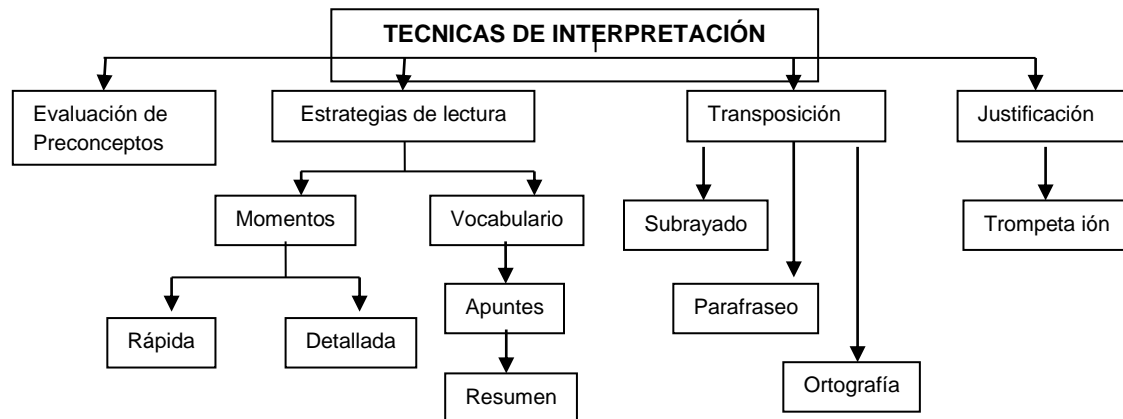 TECNICAS DE INTERPRETACIÓN
Evaluación de
Preconceptos
Estrategias de lectura
Transposición
Justificación
Momentos
Vocabulario
Subrayado
Trompeta ión
Rápida
Detallada
Apuntes
Parafraseo
Resumen
Ortografía